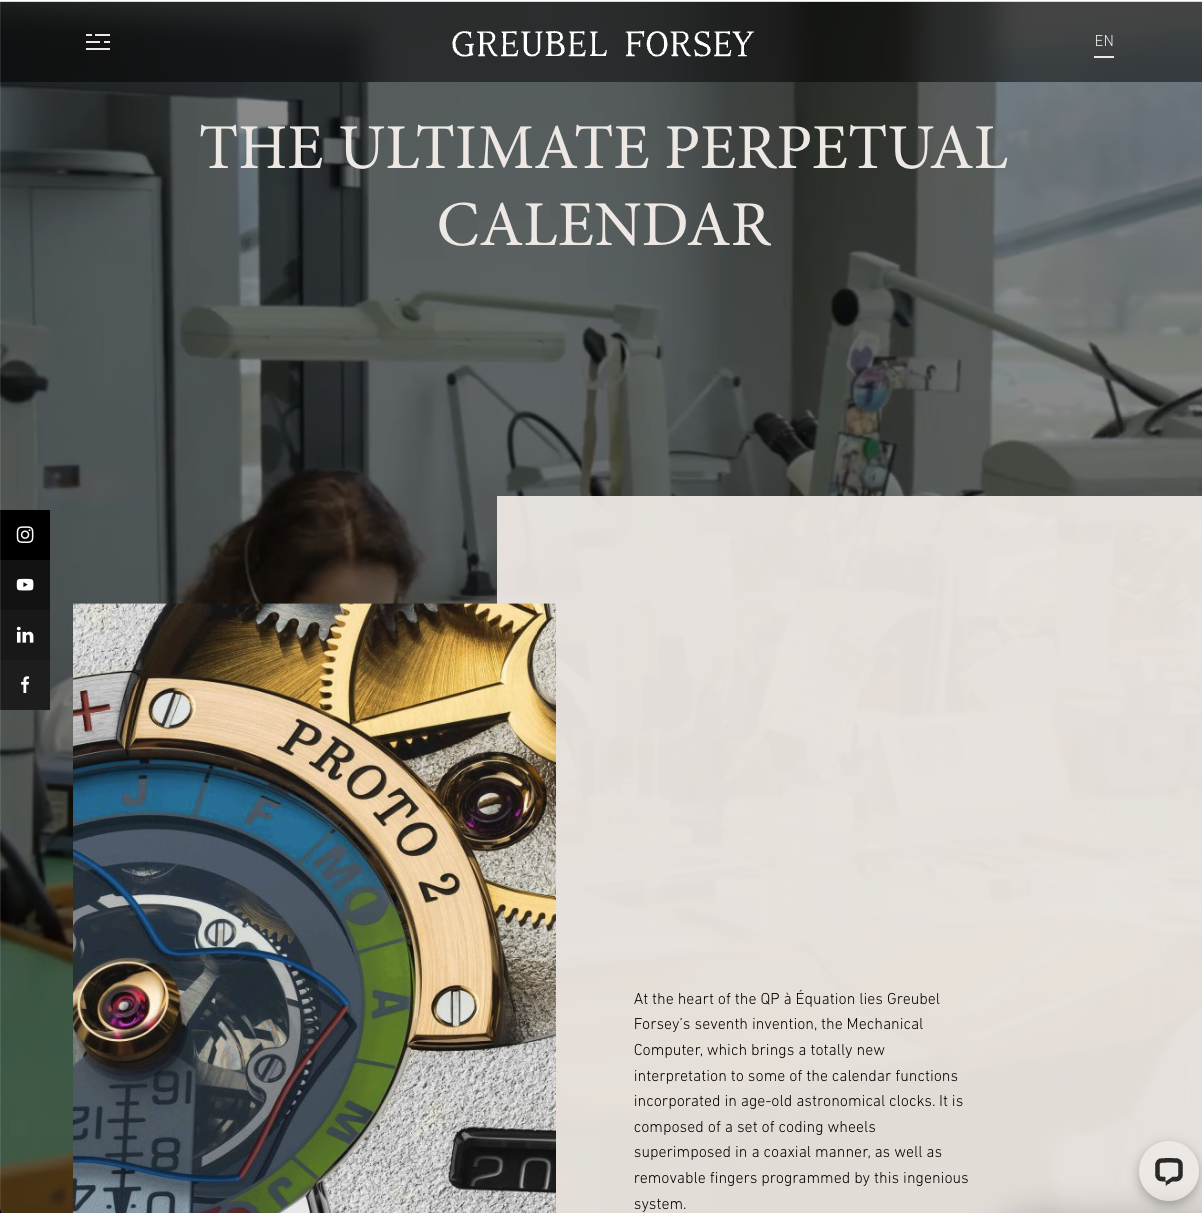 GREUBEL FORSEY
EN
THE ULTIMATE PERPETUAL
CALENDAR
PROTO 2
J F M A M J
16
12
8
At the heart of the QP à Équation lies Greubel
Forsey's seventh invention, the Mechanical
Computer, which brings a totally new
interpretation to some of the calendar functions
incorporated in age-old astronomical clocks. It is
composed of a set of coding wheels
superimposed in a coaxial manner, as well as
removable fingers programmed by this ingenious
system.